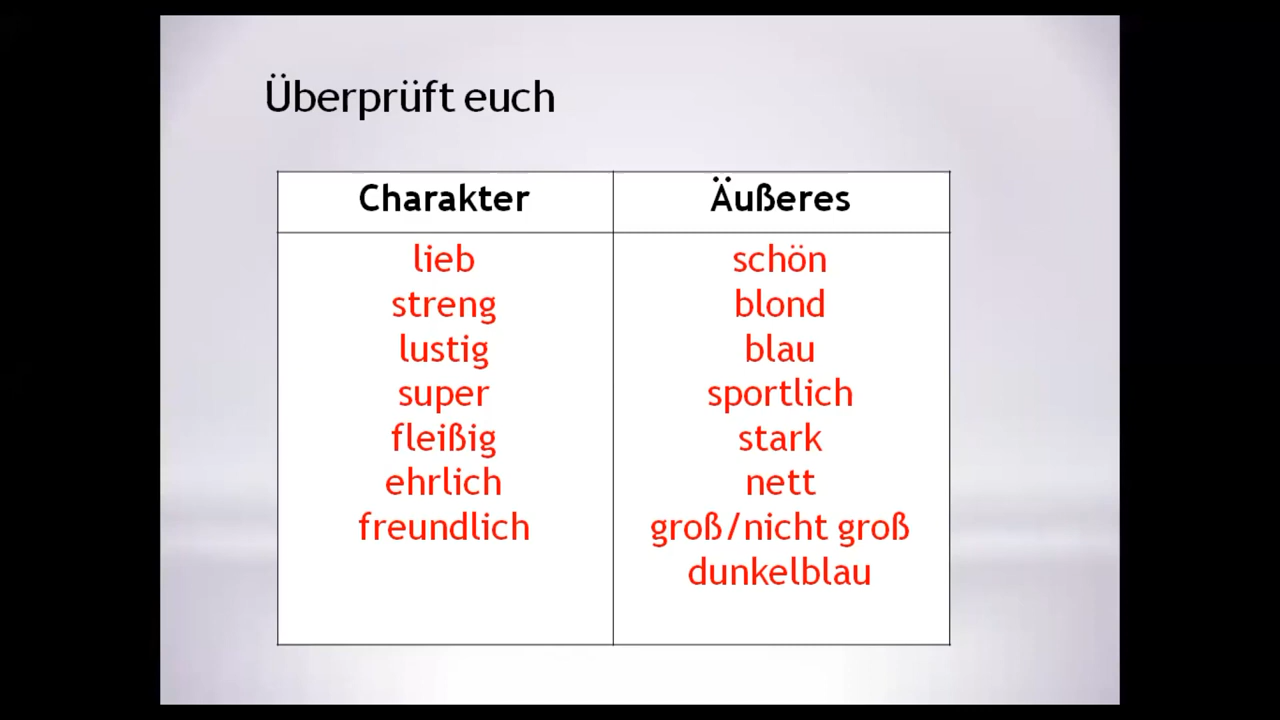 Überprüft euch
Charakter
Äußeres
lieb
streng
lustig
super
fleißig
ehrlich
freundlich
schön
blond
blau
sportlich
stark
nett
groß/nicht groß
dunkelblau